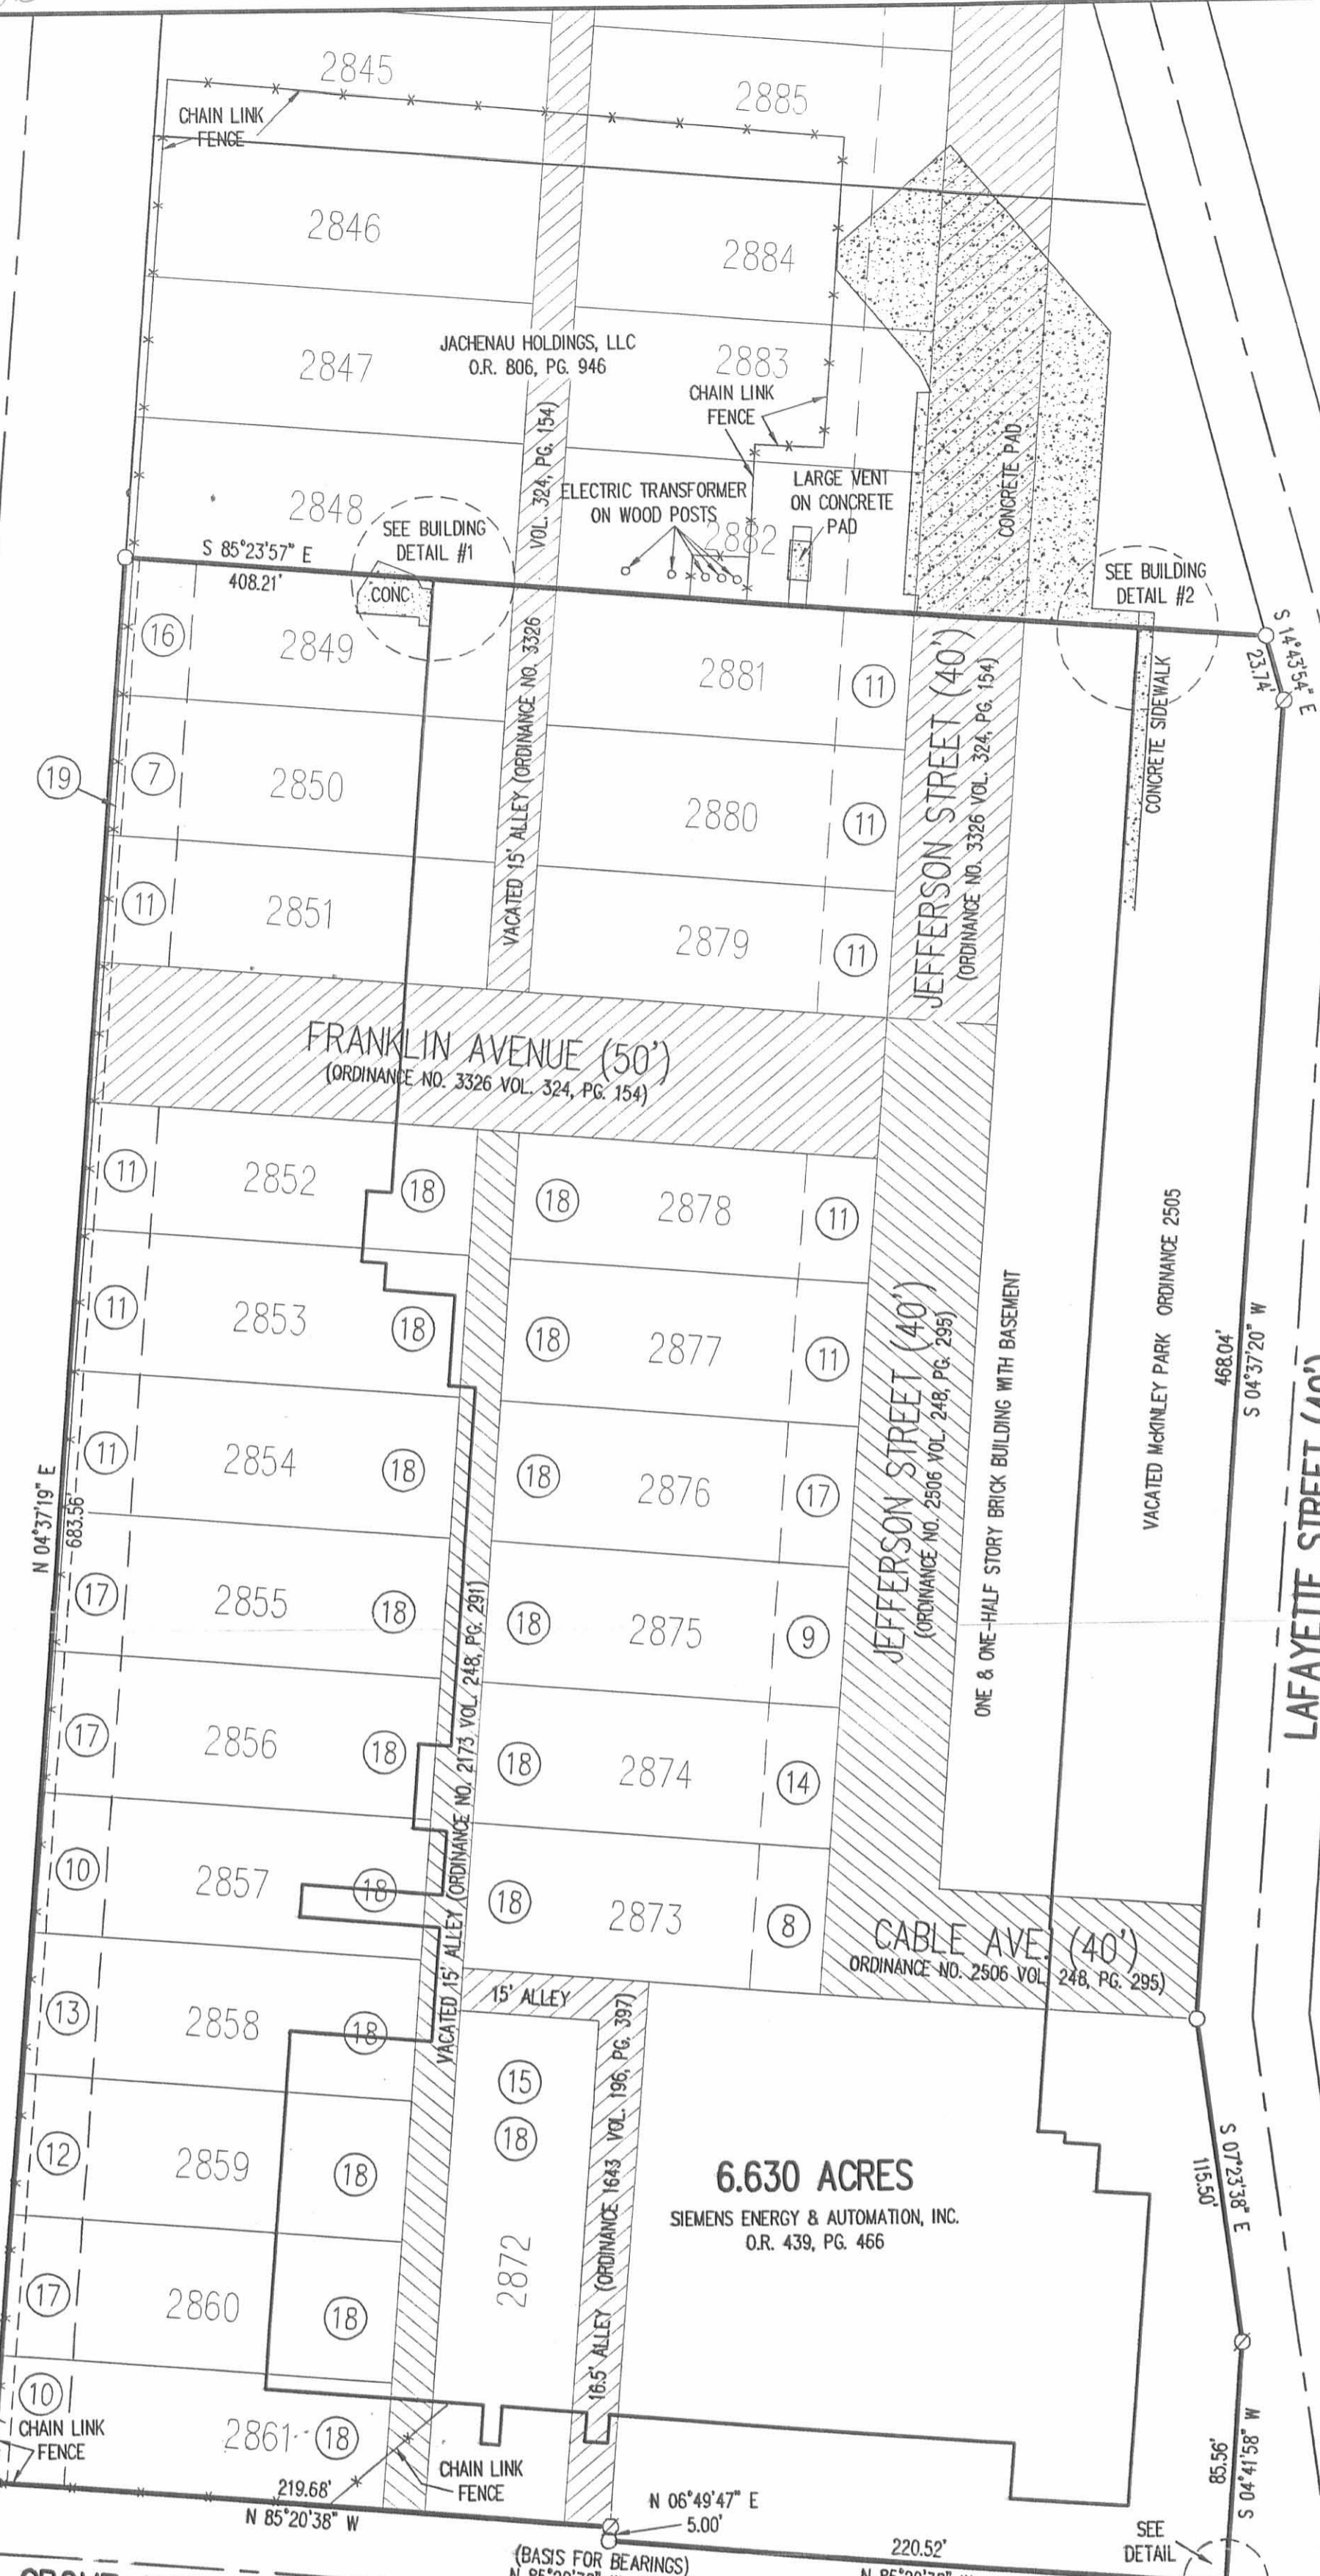 2845
2885
CHAIN LINK
FENCE
2846
2884
JACHENAU HOLDINGS, LLC
O.R. 806, PG. 946
2847
2883
CHAIN LINK
FENCE
CONCRETE PAD
2848
ELECTRIC TRANSFORMER
ON WOOD POSTS
LARGE VENT
ON CONCRETE
PAD
2882
SEE BUILDING
DETAIL #1
SEE BUILDING
DETAIL #2
S 85°23'57" E
408.21'
CONC
S 14°43'54" E
23.74'
16
2849
2881
11
VACATED 15' ALLEY (ORDINANCE NO. 3326
VOL. 324, PG. 154)
JEFFERSON STREET (40')
(ORDINANCE NO. 3326 VOL. 324, PG. 154)
CONCRETE SIDEWALK
19
7
2850
2880
11
11
2851
2879
11
FRANKLIN AVENUE (50')
(ORDINANCE NO. 3326 VOL. 324, PG. 154)
11
2852
18
18
2878
11
11
2853
18
18
2877
11
JEFFERSON STREET (40')
(ORDINANCE NO. 2506 VOL. 248, PG. 295)
ONE & ONE-HALF STORY BRICK BUILDING WITH BASEMENT
VACATED McKINLEY PARK ORDINANCE 2505
468.04'
S 04°37'20" W
LAFAYETTE STREET (40')
N 04°37'19" E
683.56'
11
2854
18
18
2876
17
17
2855
18
18
2875
9
17
2856
18
18
2874
14
VACATED 15' ALLEY (ORDINANCE NO. 2173 VOL. 248, PG. 291)
10
2857
18
18
2873
8
CABLE AVE. (40')
ORDINANCE NO. 2506 VOL. 248, PG. 295)
15' ALLEY
13
2858
18
15
18
2872
16.5' ALLEY (ORDINANCE 1643 VOL. 196, PG. 397)
12
2859
18
6.630 ACRES
SIEMENS ENERGY & AUTOMATION, INC.
O.R. 439, PG. 466
S 07°23'38" E
115.50'
17
2860
18
10
2861
18
CHAIN LINK
FENCE
CHAIN LINK
FENCE
85.56'
S 04°41'58" W
219.68'
N 85°20'38" W
N 06°49'47" E
5.00'
220.52'
SEE
DETAIL
(BASIS FOR BEARINGS)